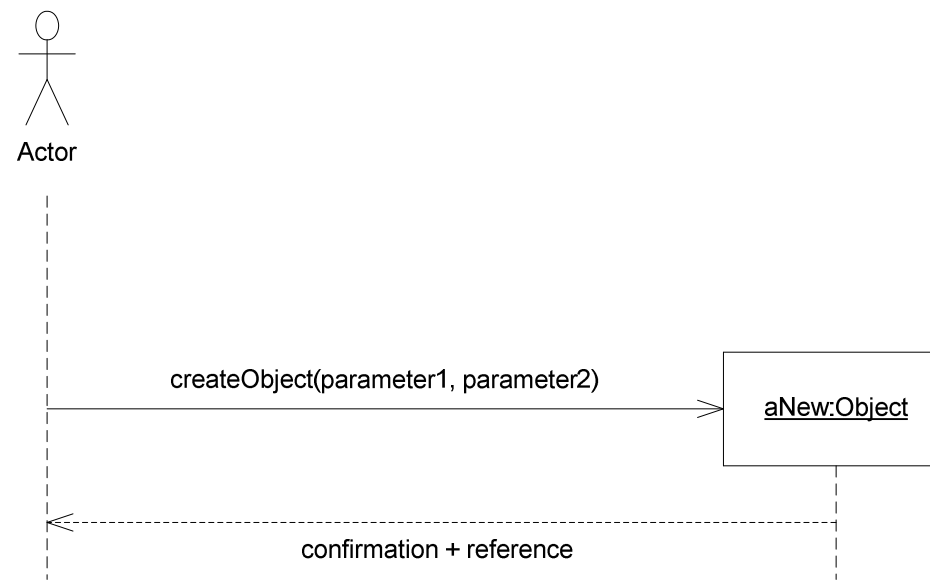 Actor
createObject(parameter1, parameter2)
aNew:Object
confirmation + reference